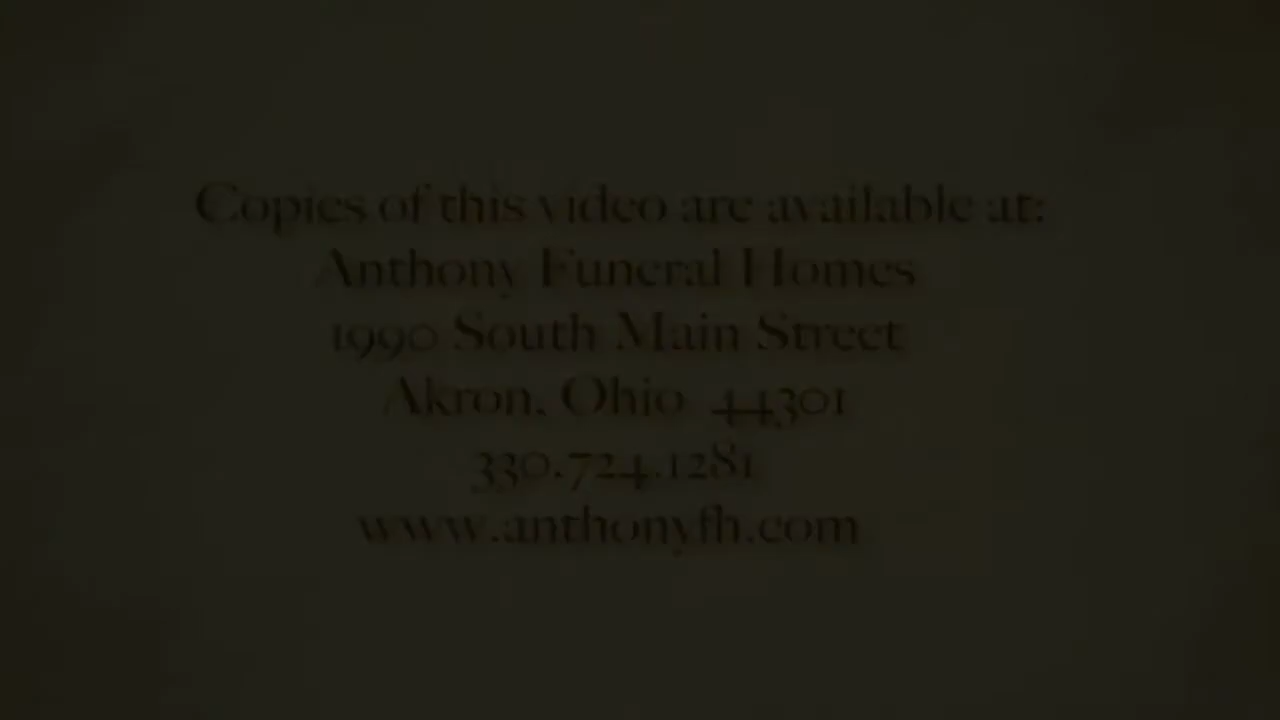 Copies of this video are available at:
Anthony Funeral Homes
1990 South Main Street
Akron, Ohio  44301
330.724.1281
www.anthonyfh.com